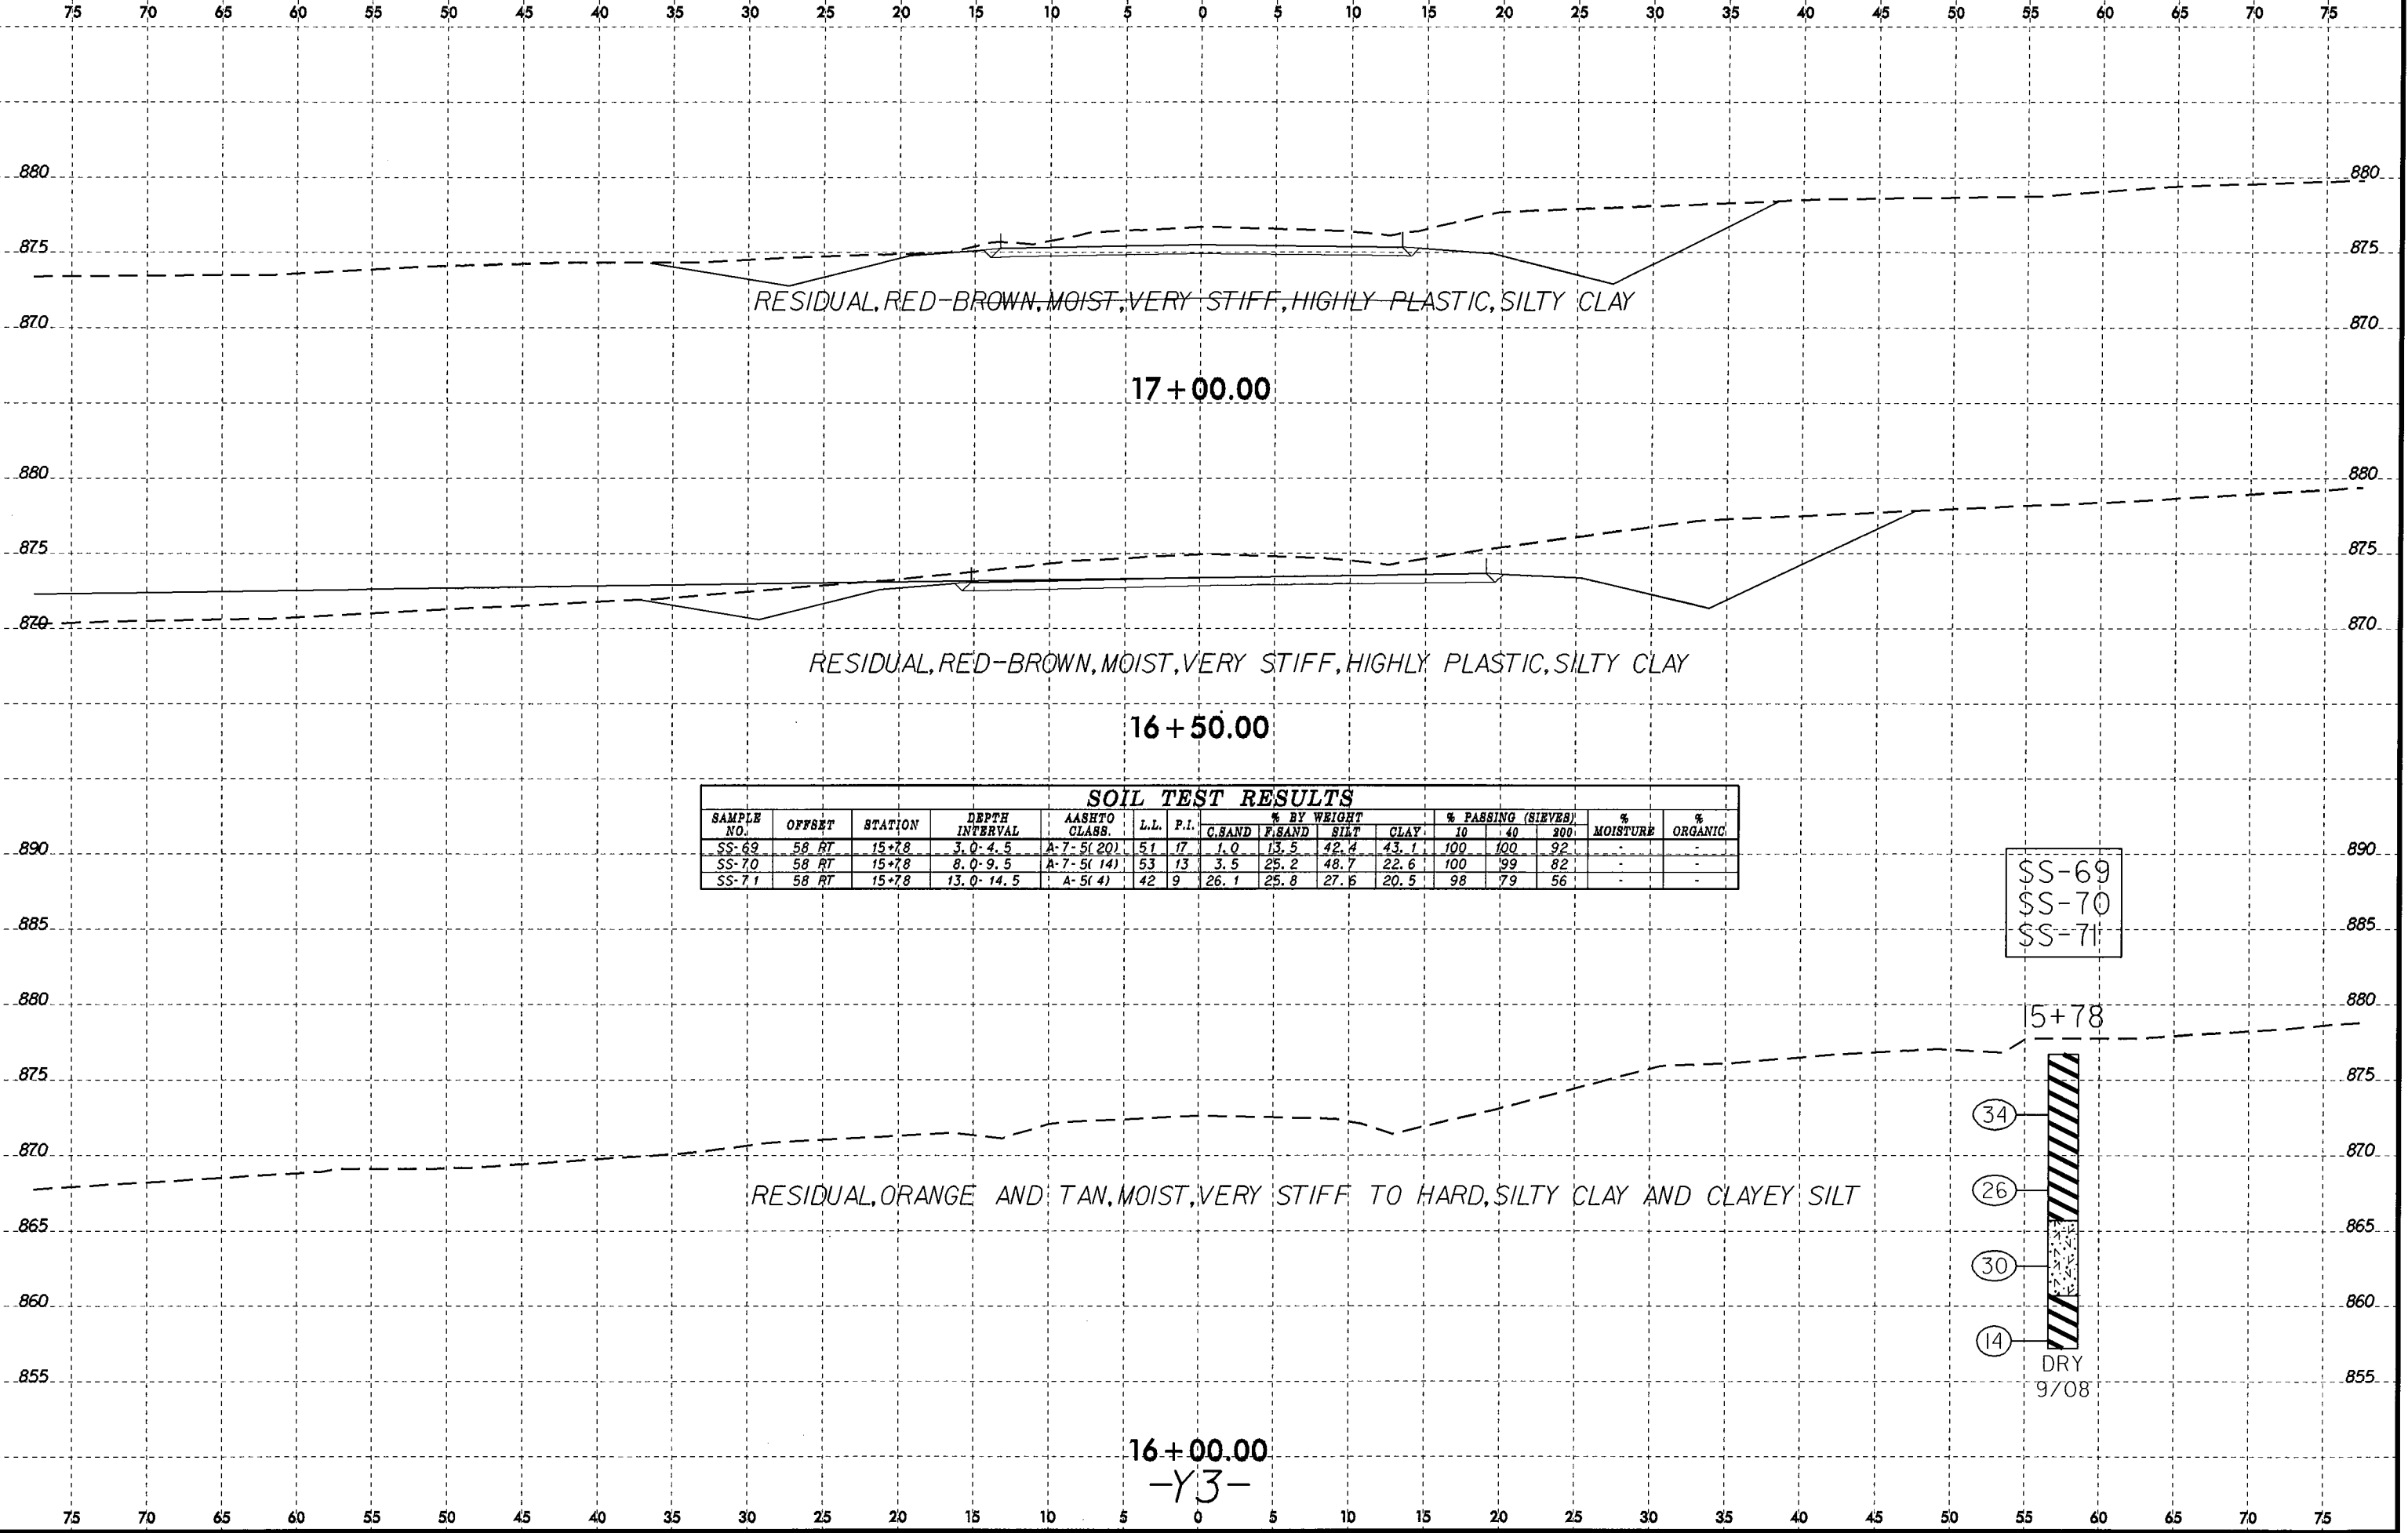 75 70 65 60 55 50 45 40 35 30 25 20 15 10 5 0 5 10 15 20 25 30 35 40 45 50 55 60 65 70 75
880 880
875 875
RESIDUAL, RED-BROWN, MOIST, VERY STIFF, HIGHLY PLASTIC, SILTY CLAY
870 870
17+00.00
880 880
875 875
870 870
RESIDUAL, RED-BROWN, MOIST, VERY STIFF, HIGHLY PLASTIC, SILTY CLAY
16+50.00
SOIL TEST RESULTS
SAMPLE NO. OFFSET STATION DEPTH INTERVAL AASHTO CLASS. L.L. P.I. % BY WEIGHT C.SAND F.SAND SILT CLAY % PASSING (SIEVES) 10 40 200 % MOISTURE % ORGANIC
SS-69 58 RT 15+78 3.0-4.5 A-7-5(20) 51 17 1.0 13.5 42.4 43.1 100 100 92 - -
SS-70 58 RT 15+78 8.0-9.5 A-7-5(14) 53 13 3.5 25.2 48.7 22.6 100 99 82 - -
SS-71 58 RT 15+78 13.0-14.5 A-5(4) 42 9 26.1 25.8 27.6 20.5 98 79 56 - -
890 890
SS-69
SS-70
SS-71
885 885
880 880
15+78
875 875
34
870 870
RESIDUAL, ORANGE AND TAN, MOIST, VERY STIFF TO HARD, SILTY CLAY AND CLAYEY SILT
26
865 865
30
860 860
14
DRY
855 855
9/08
16+00.00
-Y3-
75 70 65 60 55 50 45 40 35 30 25 20 15 10 5 0 5 10 15 20 25 30 35 40 45 50 55 60 65 70 75